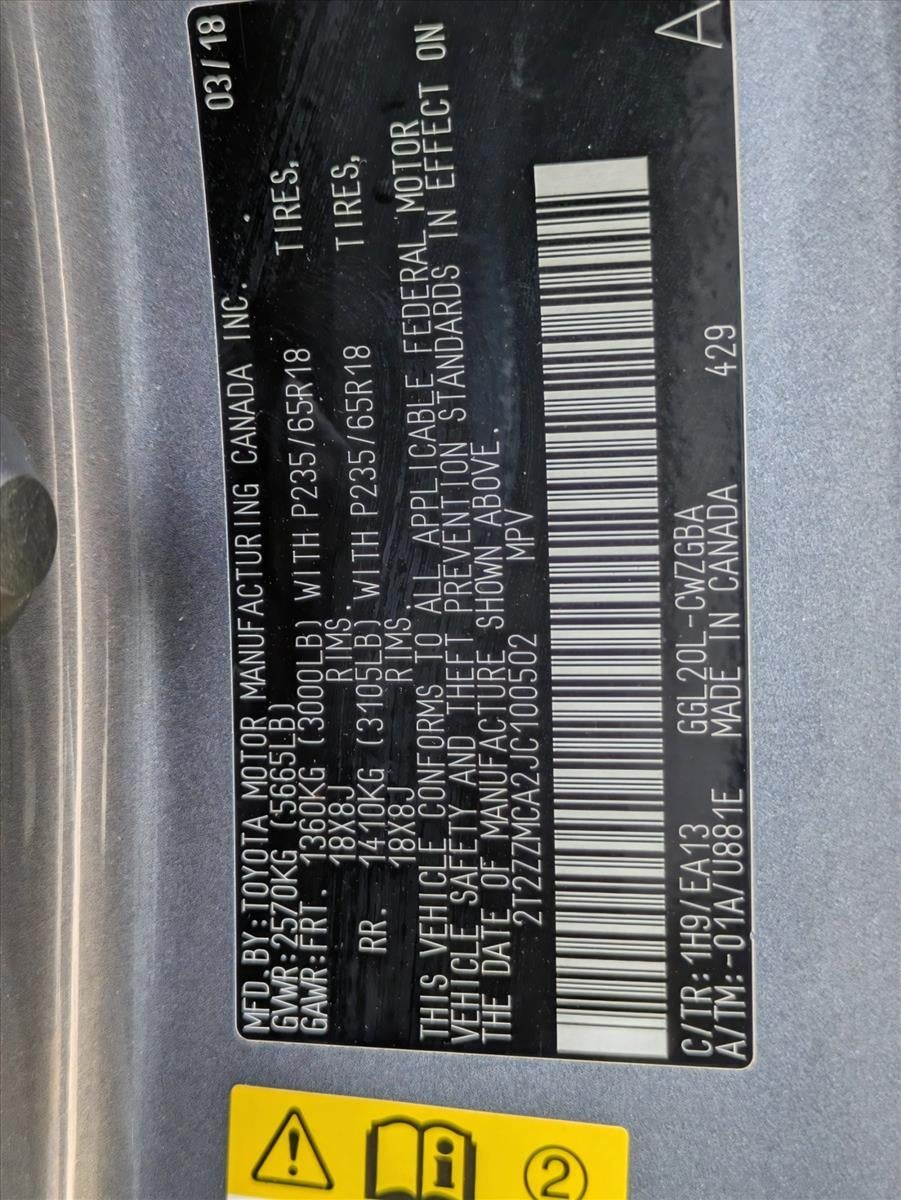 MFD.BY:TOYOTA MOTOR MANUFACTURING CANADA INC. . 03/18
GVWR:2570KG (5665LB)
GAWR:FRT. 1360KG (3000LB) WITH P235/65R18 TIRES,
18X8J RIMS.
RR. 1410KG (3105LB) WITH P235/65R18 TIRES,
18X8J RIMS.
THIS VEHICLE CONFORMS TO ALL APPLICABLE FEDERAL MOTOR
VEHICLE SAFETY AND THEFT PREVENTION STANDARDS IN EFFECT ON
THE DATE OF MANUFACTURE SHOWN ABOVE.
2T2ZZMCA2JC100502 MPV
C/TR:1H9/EA13 GGL20L-CWZGBA
A/TM:-01A/U881E MADE IN CANADA 429 A
i 2